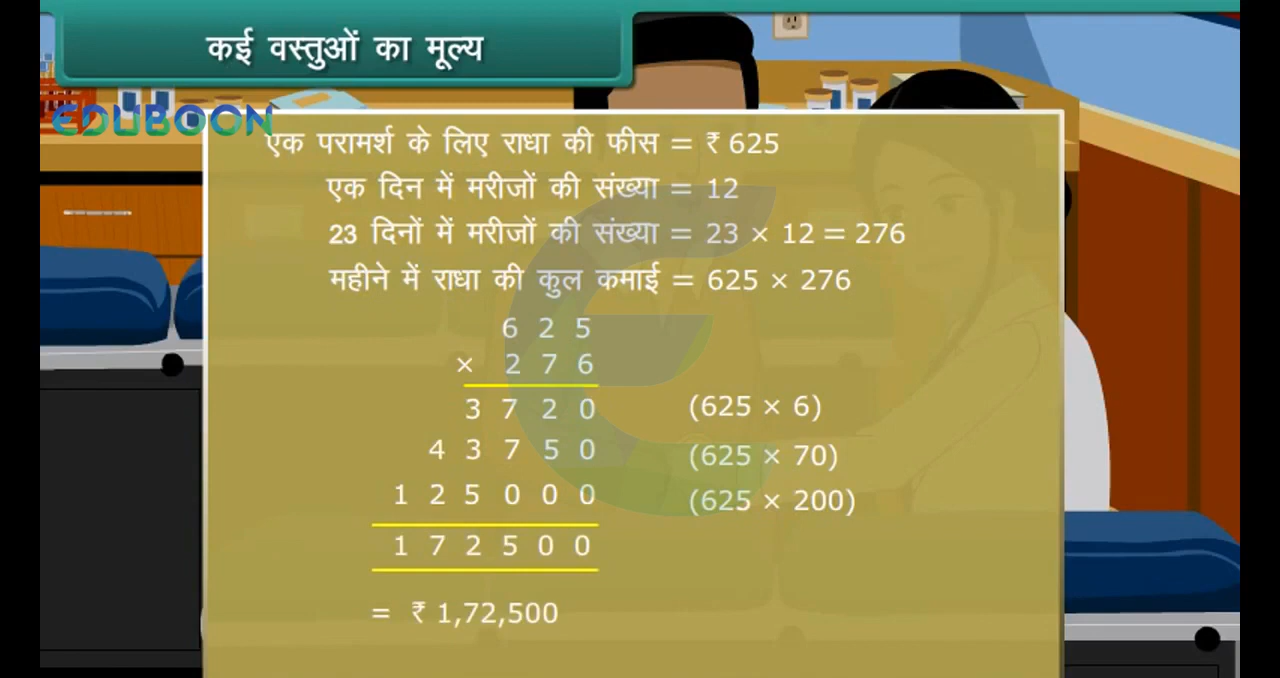 कई वस्तुओं का मूल्य
EDUBOON
एक परामर्श के लिए राधा की फीस = ₹ 625
एक दिन में मरीजों की संख्या = 12
23 दिनों में मरीजों की संख्या = 23 × 12 = 276
महीने में राधा की कुल कमाई = 625 × 276
6 2 5
× 2 7 6
3 7 2 0 (625 × 6)
4 3 7 5 0 (625 × 70)
1 2 5 0 0 0 (625 × 200)
1 7 2 5 0 0
= ₹ 1,72,500